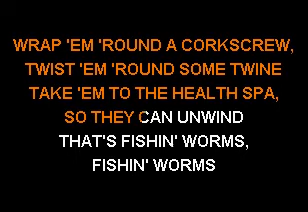 WRAP 'EM 'ROUND A CORKSCREW,
TWIST 'EM 'ROUND SOME TWINE
TAKE 'EM TO THE HEALTH SPA,
SO THEY CAN UNWIND
THAT'S FISHIN' WORMS,
FISHIN' WORMS